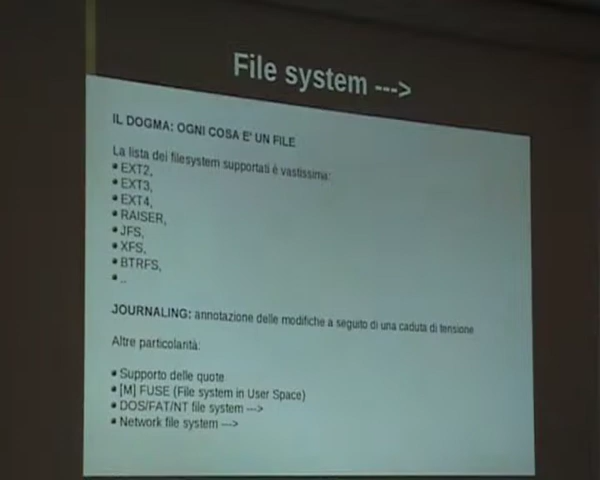 File system --->
IL DOGMA: OGNI COSA E' UN FILE
La lista dei filesystem supportati è vastissima:
• EXT2,
• EXT3,
• EXT4,
• RAISER,
• JFS,
• XFS,
• BTRFS,
• ..
JOURNALING: annotazione delle modifiche a seguito di una caduta di tensione
Altre particolarità:
• Supporto delle quote
• [M] FUSE (File system in User Space)
• DOS/FAT/NT file system --->
• Network file system --->